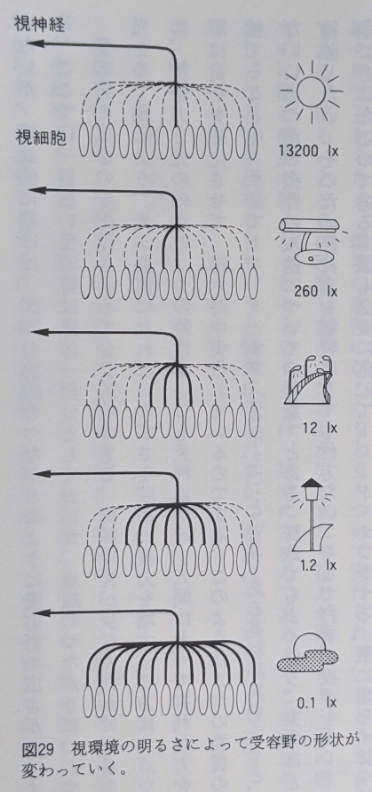 視神経
視細胞
13200 lx
260 lx
12 lx
1.2 lx
0.1 lx
図29 視環境の明るさによって受容野の形状が
変わっていく。